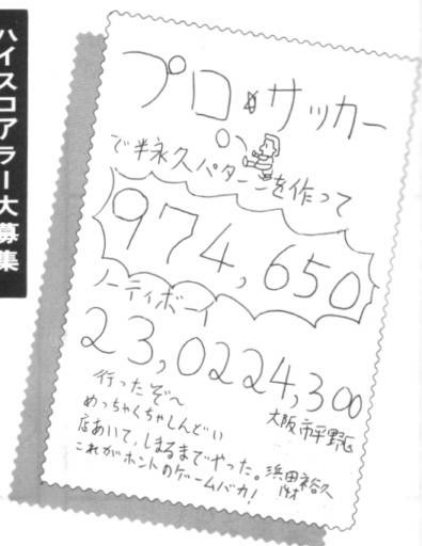 ハイスコアラー大募集
プロ・サッカー
で半永久パターンを作って
974,650
ノーティボーイ
23,0224,300
行ったぞ〜
めっちゃくちゃしんどい
店あいて、しまるまでやった。
これがホントのゲームバカ!
大阪市平野区
浜田裕久